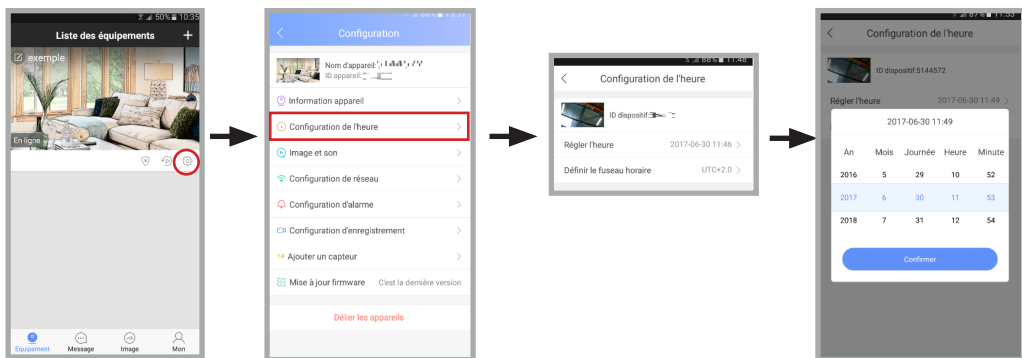 50% 10:35
Liste des équipements +
exemple
En ligne
Equipement Message Image Mon
Configuration
Nom d'appareil:
ID appareil:
Information appareil
Configuration de l'heure
Image et son
Configuration de réseau
Configuration d'alarme
Configuration d'enregistrement
Ajouter un capteur
Mise à jour firmware C'est la dernière version
Délier les appareils
88% 11:48
Configuration de l'heure
ID dispositif:
Régler l'heure 2017-06-30 11:46
Définir le fuseau horaire UTC+2.0
87% 11:53
Configuration de l'heure
ID dispositif:5144572
Régler l'heure 2017-06-30 11:49
2017-06-30 11:49
An Mois Journée Heure Minute
2016 5 29 10 52
2017 6 30 11 53
2018 7 31 12 54
Confirmer